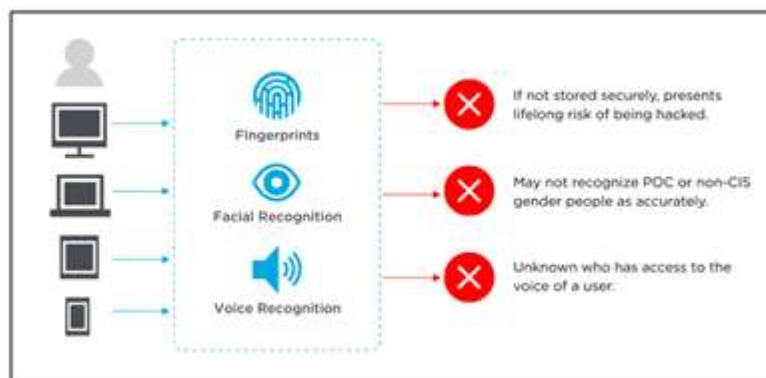 Fingerprints
If not stored securely, presents
lifelong risk of being hacked.
Facial Recognition
May not recognize POC or non-CIS
gender people as accurately.
Voice Recognition
Unknown who has access to the
voice of a user.